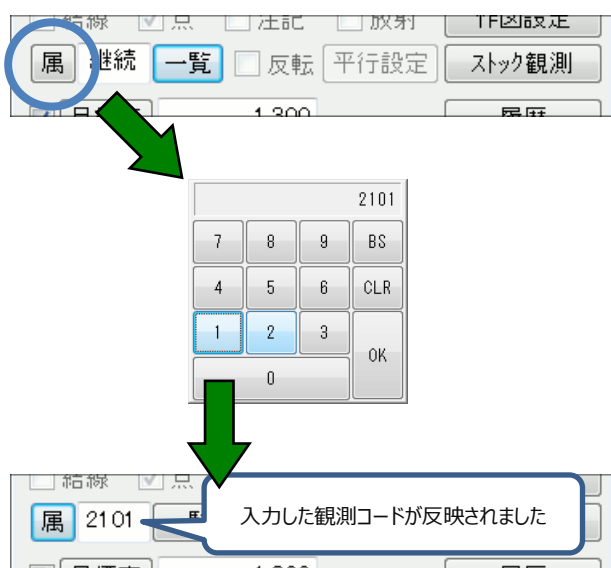 結線 点 注記 放射 TF図設定
属 継続 一覧 反転 平行設定 ストック観測
1.300 履歴
2101
7 8 9 BS
4 5 6 CLR
1 2 3
OK
0
結線 点
属 2101
入力した観測コードが反映されました